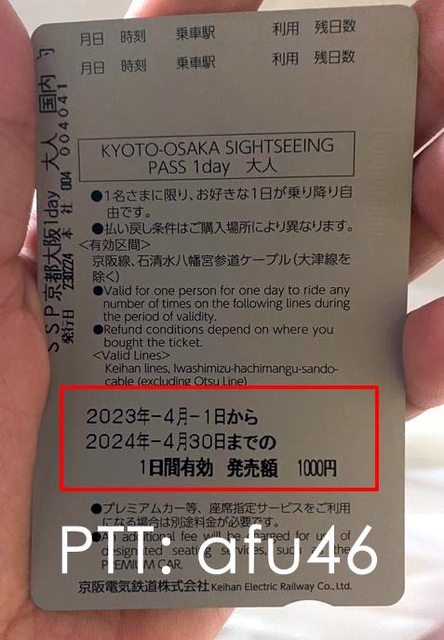 月日 時刻 乗車駅 利用 残日数
月日 時刻 乗車駅 利用 残日数
KYOTO-OSAKA SIGHTSEEING
PASS 1day 大人
●1名さまに限り、お好きな1日が乗り降り自
由です。
●払い戻し条件はご購入場所により異なります。
<有効区間>
京阪線、石清水八幡宮参道ケーブル(大津線を
除く)
●Valid for one person for one day to ride any
number of times on the following lines during
the period of validity.
●Refund conditions depend on where you
bought the ticket.
<Valid Lines>
Keihan lines, Iwashimizu-hachimangu-sando-
cable (excluding Otsu Line)
2023年-4月-1日から
2024年-4月30日までの
1日間有効 発売額 1000円
●プレミアムカー等、座席指定サービスをご利用
になる場合は別途料金が必要です。
●An additional fee will be charged for use of
designated seating services, such as the
PREMIUM CAR.
京阪電気鉄道株式会社 Keihan Electric Railway Co., Ltd.
SSP京都大阪1day 大人 国内
発行日 230224 本社 004 004041
PTT: afu46